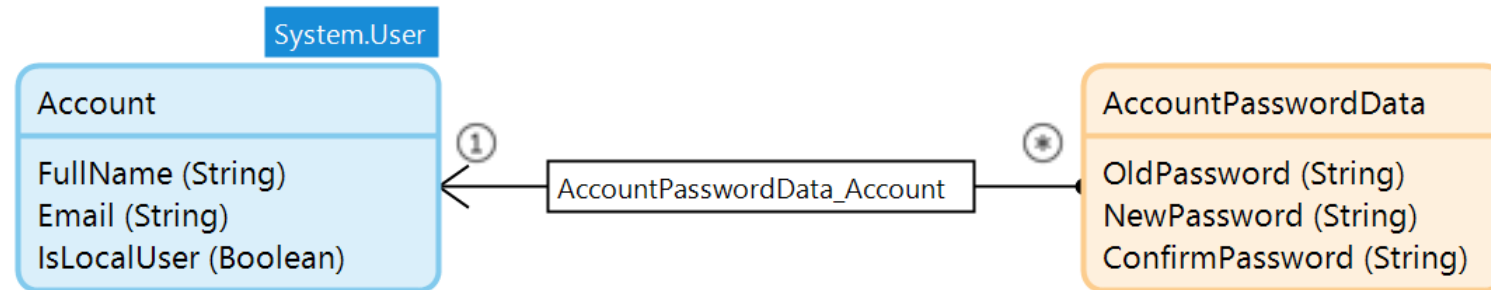 System.User
Account
FullName (String)
Email (String)
IsLocalUser (Boolean)
1
AccountPasswordData_Account
*
AccountPasswordData
OldPassword (String)
NewPassword (String)
ConfirmPassword (String)